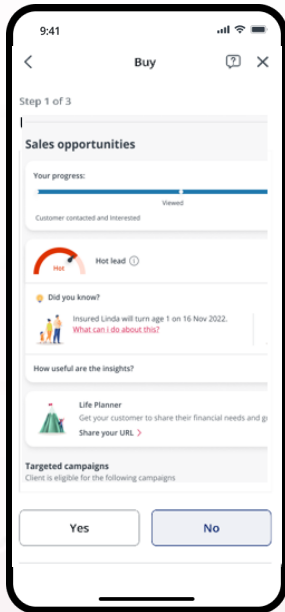 9:41
Buy
Step 1 of 3
Sales opportunities
Your progress:
Viewed
Customer contacted and Interested
Hot
Hot lead
Did you know?
Insured Linda will turn age 1 on 16 Nov 2022.
What can i do about this?
How useful are the insights?
Life Planner
Get your customer to share their financial needs and
Share your URL >
Targeted campaigns
Client is eligible for the following campaigns
Yes
No